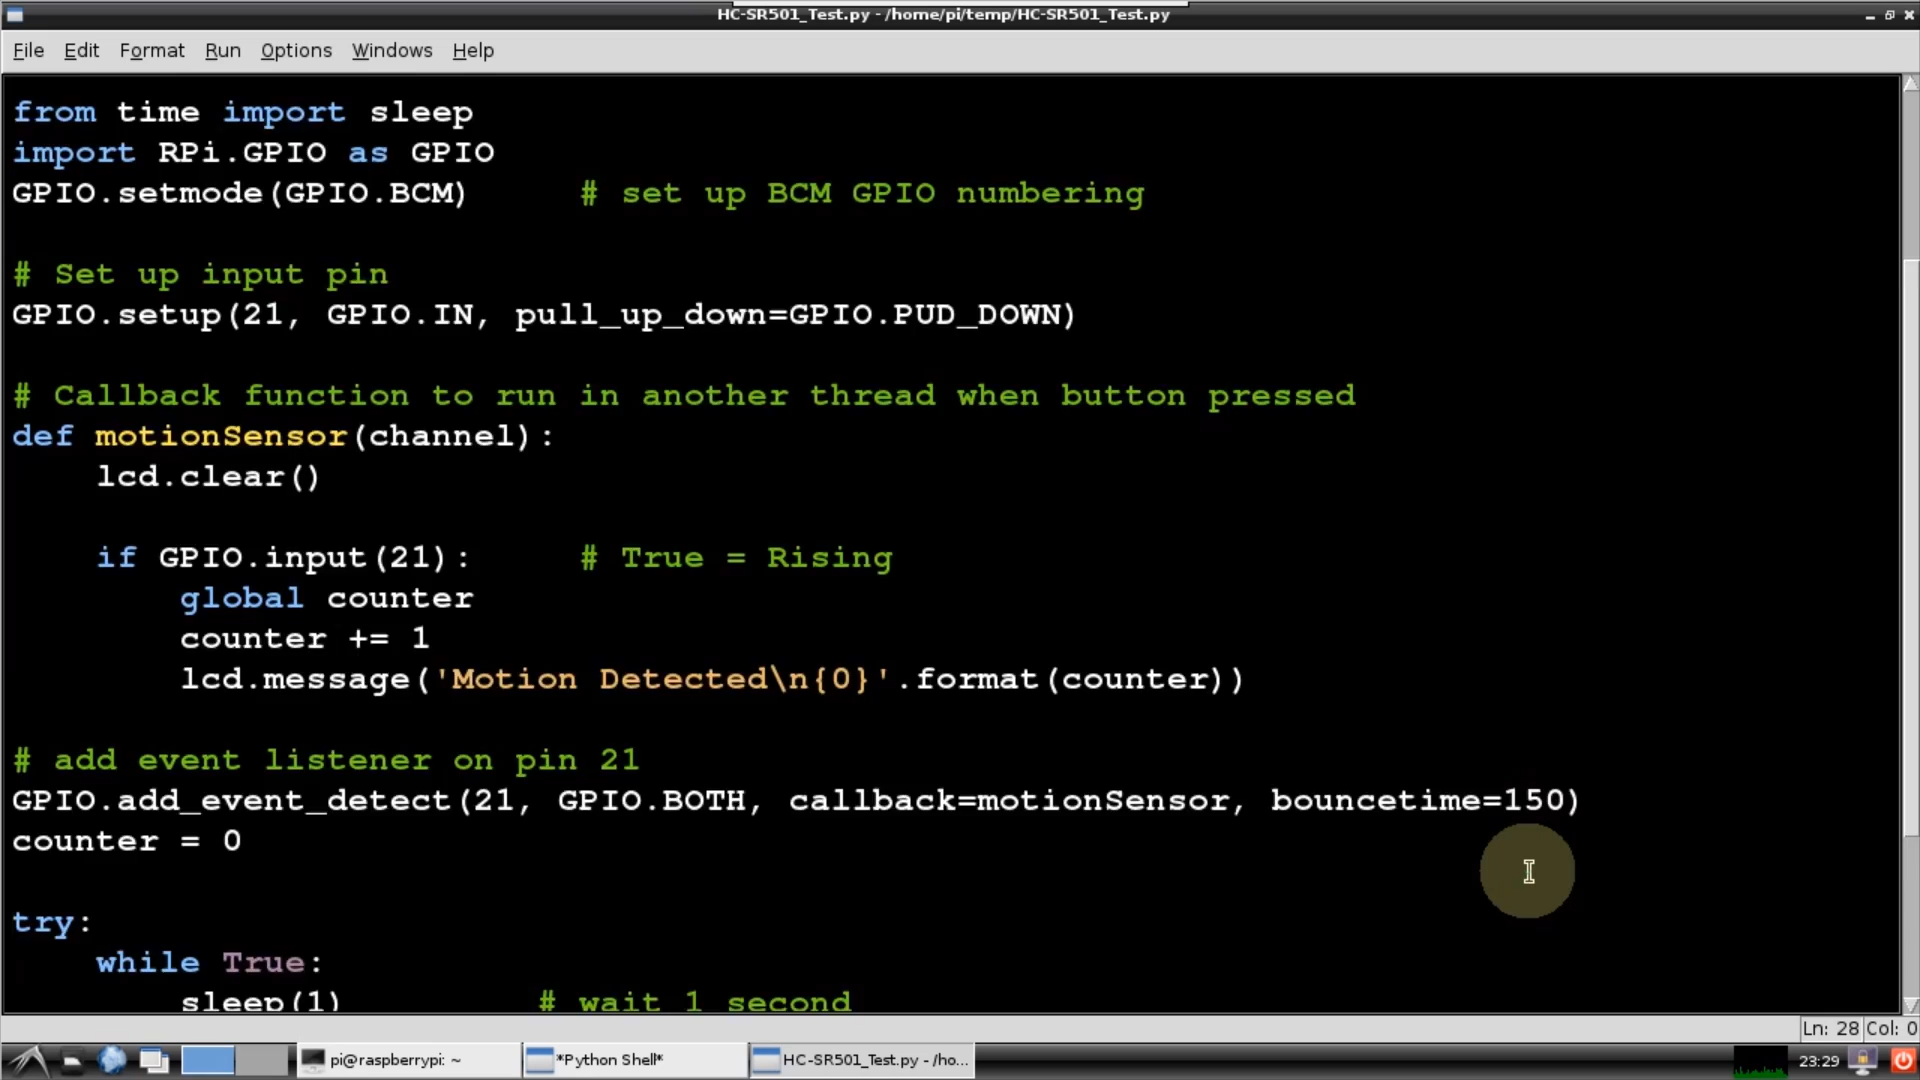 HC-SR501_Test.py - /home/pi/temp/HC-SR501_Test.py
File Edit Format Run Options Windows Help
from time import sleep
import RPi.GPIO as GPIO
GPIO.setmode(GPIO.BCM) # set up BCM GPIO numbering
# Set up input pin
GPIO.setup(21, GPIO.IN, pull_up_down=GPIO.PUD_DOWN)
# Callback function to run in another thread when button pressed
def motionSensor(channel):
lcd.clear()
if GPIO.input(21): # True = Rising
global counter
counter += 1
lcd.message('Motion Detected\n{0}'.format(counter))
# add event listener on pin 21
GPIO.add_event_detect(21, GPIO.BOTH, callback=motionSensor, bouncetime=150)
counter = 0
try:
while True:
sleep(1) # wait 1 second
Ln: 28 Col: 0
pi@raspberrypi: ~ *Python Shell* HC-SR501_Test.py - /ho... 23:29